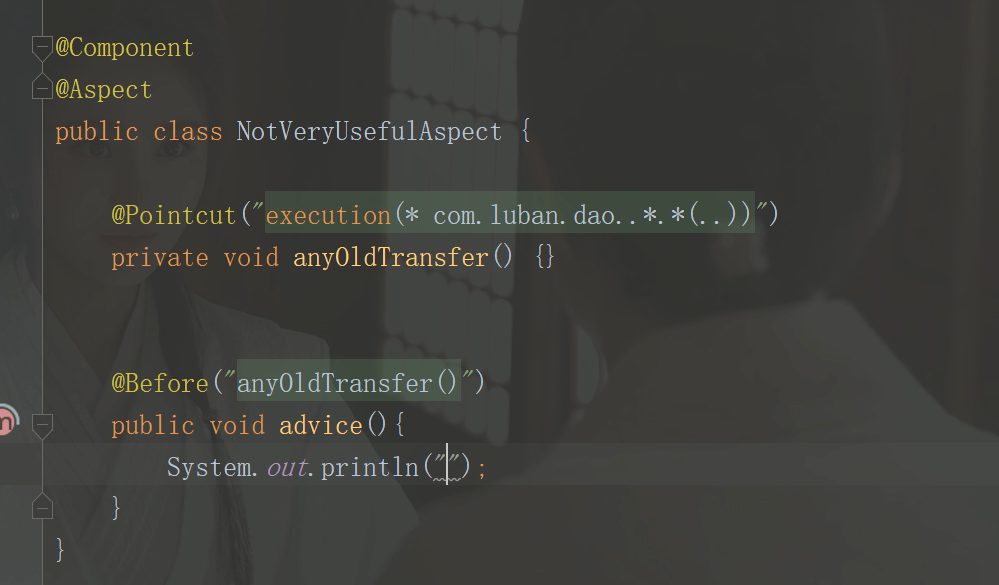 @Component
@Aspect
public class NotVeryUsefulAspect {
@Pointcut("execution(* com.luban.dao..*.*(..))")
private void anyOldTransfer() {}
@Before("anyOldTransfer()")
public void advice(){
System.out.println("");
}
}